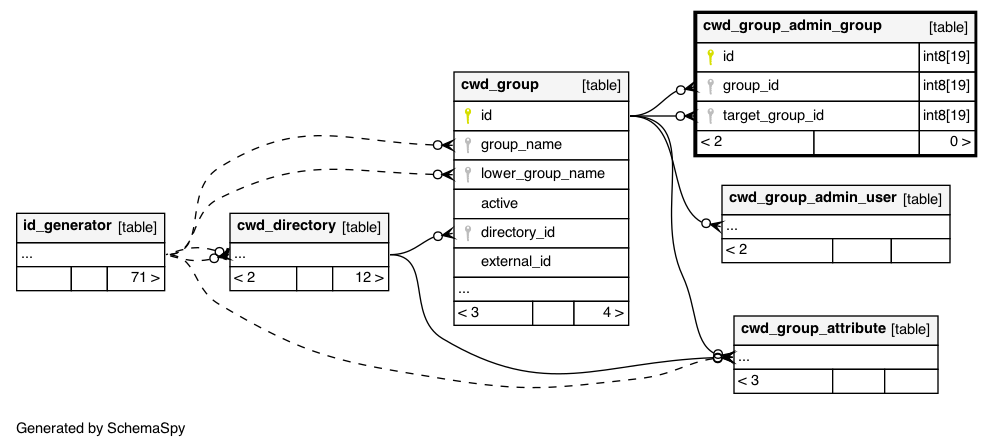 cwd_group_admin_group [table]
id int8[19]
group_id int8[19]
target_group_id int8[19]
< 2 0 >
cwd_group [table]
id
group_name
lower_group_name
active
directory_id
external_id
...
< 3 4 >
cwd_group_admin_user [table]
...
< 2
id_generator [table]
...
71 >
cwd_directory [table]
...
< 2 12 >
cwd_group_attribute [table]
...
< 3
Generated by SchemaSpy